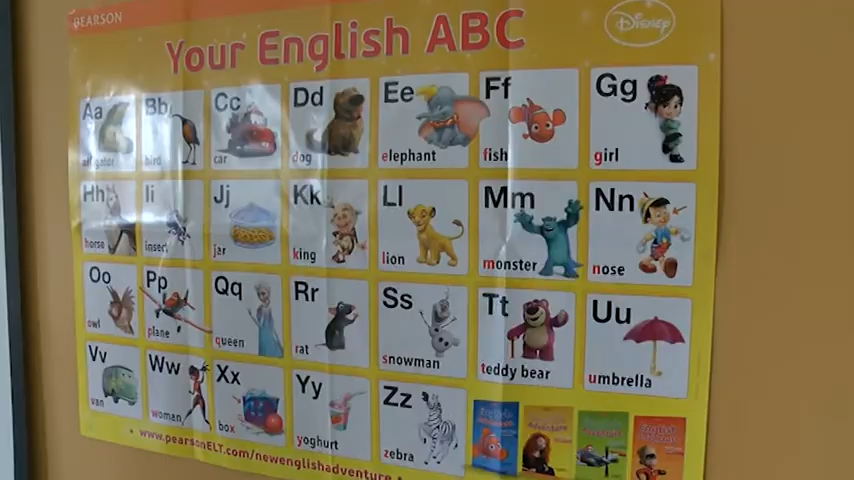 PEARSON
Your English ABC
Disney
Aa Bb Cc Dd Ee Ff Gg
alligator bird car dog elephant fish girl
Hh Ii Jj Kk Ll Mm Nn
horse insect jar king lion monster nose
Oo Pp Qq Rr Ss Tt Uu
owl plane queen rat snowman teddy bear umbrella
Vv Ww Xx Yy Zz
van woman box yoghurt zebra
• www.pearsonELT.com/newenglishadventure •